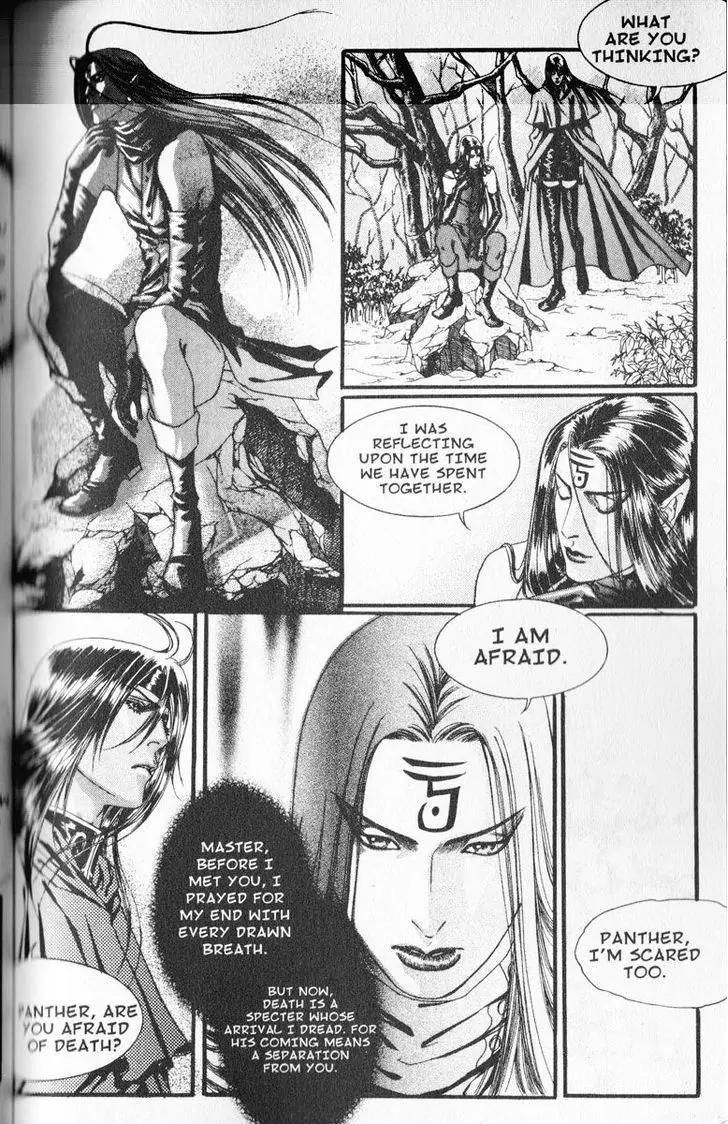 WHAT
ARE YOU
THINKING?
I WAS
REFLECTING
UPON THE TIME
WE HAVE SPENT
TOGETHER.
PANTHER, ARE
YOU AFRAID
OF DEATH?
I AM
AFRAID.
MASTER,
BEFORE I
MET YOU, I
PRAYED FOR
MY END WITH
EVERY DRAWN
BREATH.
BUT NOW,
DEATH IS A
SPECTER WHOSE
ARRIVAL I DREAD. FOR
HIS COMING MEANS
A SEPARATION
FROM YOU.
PANTHER,
I'M SCARED
TOO.